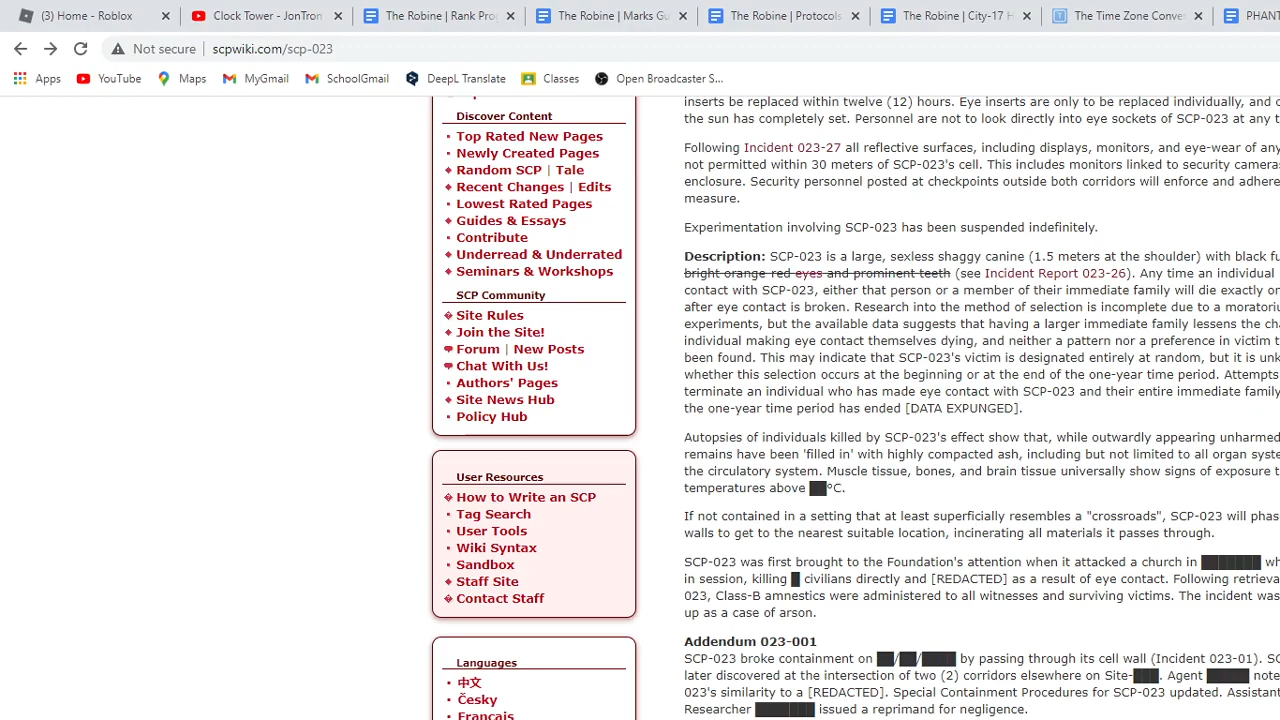 (3) Home - Roblox
Clock Tower - JonTron
The Robine | Rank Pro
The Robine | Marks Gu
The Robine | Protocols
The Robine | City-17 H
The Time Zone Conve
PHANT
Not secure | scpwiki.com/scp-023
Apps YouTube Maps MyGmail SchoolGmail DeepL Translate Classes Open Broadcaster S...
Discover Content
Top Rated New Pages
Newly Created Pages
Random SCP | Tale
Recent Changes | Edits
Lowest Rated Pages
Guides & Essays
Contribute
Underread & Underrated
Seminars & Workshops
SCP Community
Site Rules
Join the Site!
Forum | New Posts
Chat With Us!
Authors' Pages
Site News Hub
Policy Hub
User Resources
How to Write an SCP
Tag Search
User Tools
Wiki Syntax
Sandbox
Staff Site
Contact Staff
Languages
中文
Česky
Français
inserts be replaced within twelve (12) hours. Eye inserts are only to be replaced individually, and
the sun has completely set. Personnel are not to look directly into eye sockets of SCP-023 at any
Following Incident 023-27 all reflective surfaces, including displays, monitors, and eye-wear of any
not permitted within 30 meters of SCP-023's cell. This includes monitors linked to security camera
enclosure. Security personnel posted at checkpoints outside both corridors will enforce and adhere
measure.
Experimentation involving SCP-023 has been suspended indefinitely.
Description: SCP-023 is a large, sexless shaggy canine (1.5 meters at the shoulder) with black fu
bright orange-red eyes and prominent teeth (see Incident Report 023-26). Any time an individual
contact with SCP-023, either that person or a member of their immediate family will die exactly on
after eye contact is broken. Research into the method of selection is incomplete due to a moratoriu
experiments, but the available data suggests that having a larger immediate family lessens the cha
individual making eye contact themselves dying, and neither a pattern nor a preference in victim t
been found. This may indicate that SCP-023's victim is designated entirely at random, but it is unk
whether this selection occurs at the beginning or at the end of the one-year time period. Attempts
terminate an individual who has made eye contact with SCP-023 and their entire immediate family
the one-year time period has ended [DATA EXPUNGED].
Autopsies of individuals killed by SCP-023's effect show that, while outwardly appearing unharmed
remains have been 'filled in' with highly compacted ash, including but not limited to all organ syste
the circulatory system. Muscle tissue, bones, and brain tissue universally show signs of exposure t
temperatures above ██°C.
If not contained in a setting that at least superficially resembles a "crossroads", SCP-023 will phas
walls to get to the nearest suitable location, incinerating all materials it passes through.
SCP-023 was first brought to the Foundation's attention when it attacked a church in ███████ wh
in session, killing █ civilians directly and [REDACTED] as a result of eye contact. Following retrieva
023, Class-B amnestics were administered to all witnesses and surviving victims. The incident was
up as a case of arson.
Addendum 023-001
SCP-023 broke containment on ██/██/████ by passing through its cell wall (Incident 023-01). SC
later discovered at the intersection of two (2) corridors elsewhere on Site-███. Agent █████ note
023's similarity to a [REDACTED]. Special Containment Procedures for SCP-023 updated. Assistan
Researcher ███████ issued a reprimand for negligence.